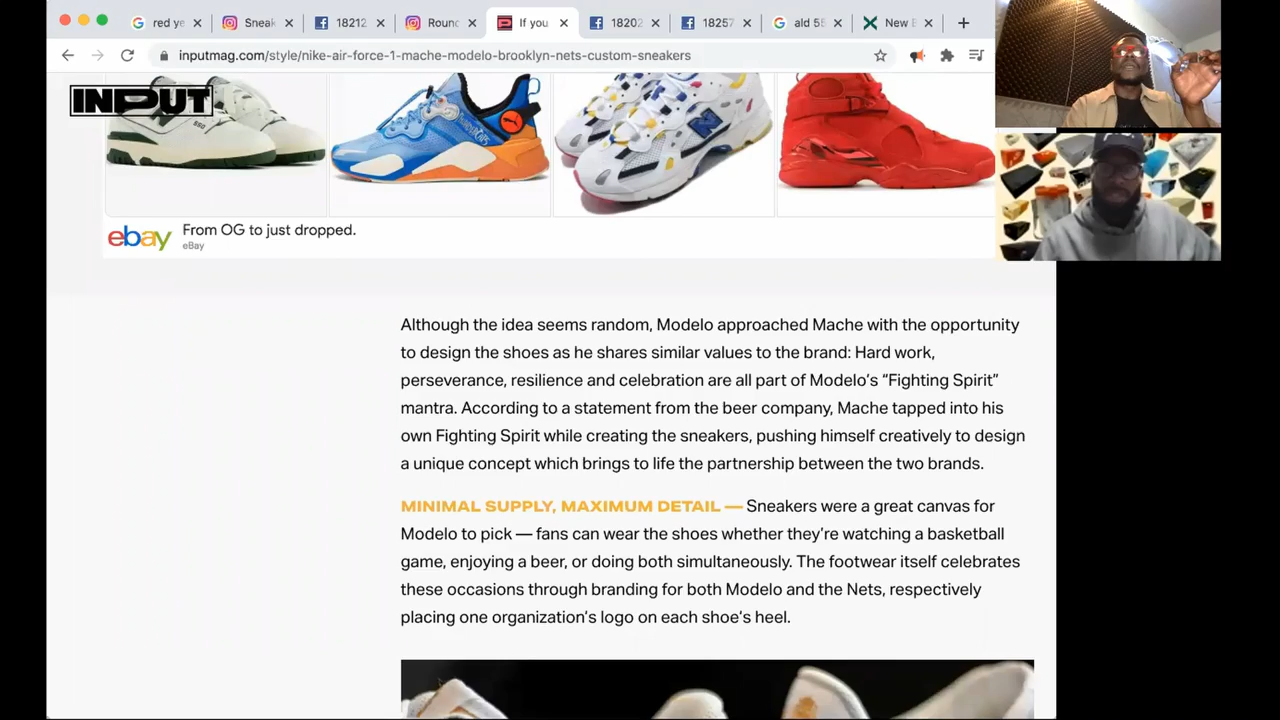 red ye
Sneak
18212
Roun
If you
18202
18257
ald 55
New B
inputmag.com/style/nike-air-force-1-mache-modelo-brooklyn-nets-custom-sneakers
INPUT
550
N
ebay
From OG to just dropped.
eBay
Although the idea seems random, Modelo approached Mache with the opportunity
to design the shoes as he shares similar values to the brand: Hard work,
perseverance, resilience and celebration are all part of Modelo’s “Fighting Spirit”
mantra. According to a statement from the beer company, Mache tapped into his
own Fighting Spirit while creating the sneakers, pushing himself creatively to design
a unique concept which brings to life the partnership between the two brands.
MINIMAL SUPPLY, MAXIMUM DETAIL — Sneakers were a great canvas for
Modelo to pick — fans can wear the shoes whether they’re watching a basketball
game, enjoying a beer, or doing both simultaneously. The footwear itself celebrates
these occasions through branding for both Modelo and the Nets, respectively
placing one organization’s logo on each shoe’s heel.